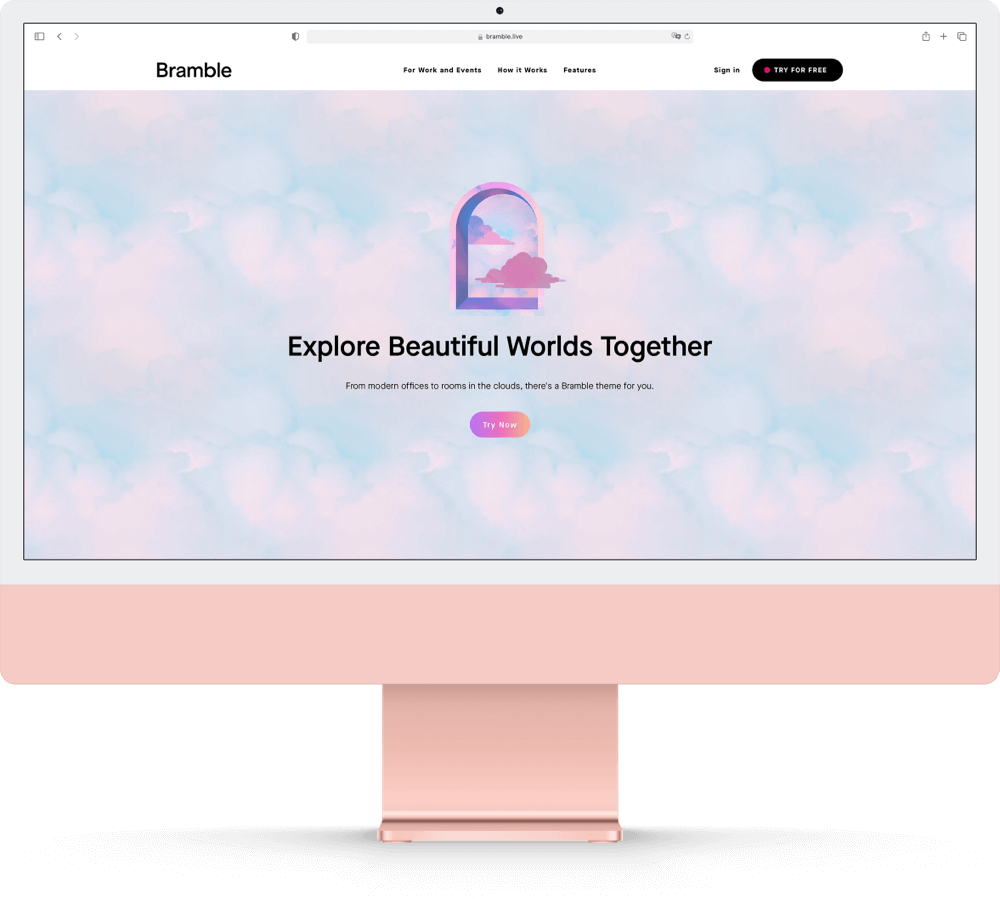 bramble.live
Bramble
For Work and Events
How it Works
Features
Sign in
TRY FOR FREE
Explore Beautiful Worlds Together
From modern offices to rooms in the clouds, there's a Bramble theme for you.
Try Now